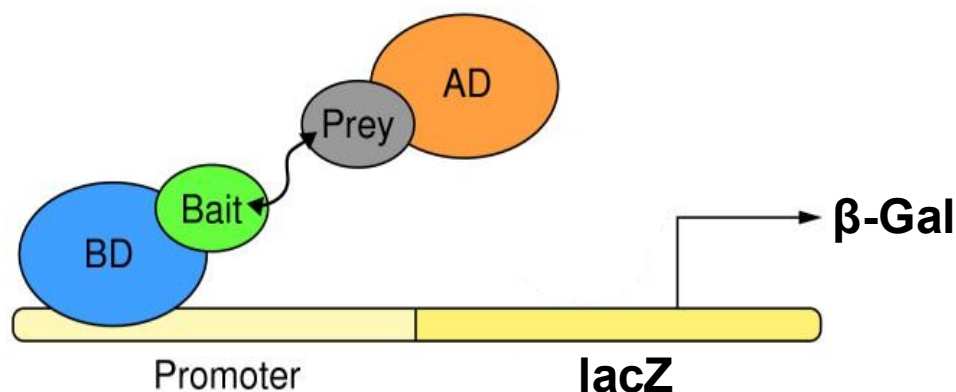 AD
Prey
Bait
BD
β-Gal
Promoter
lacZ